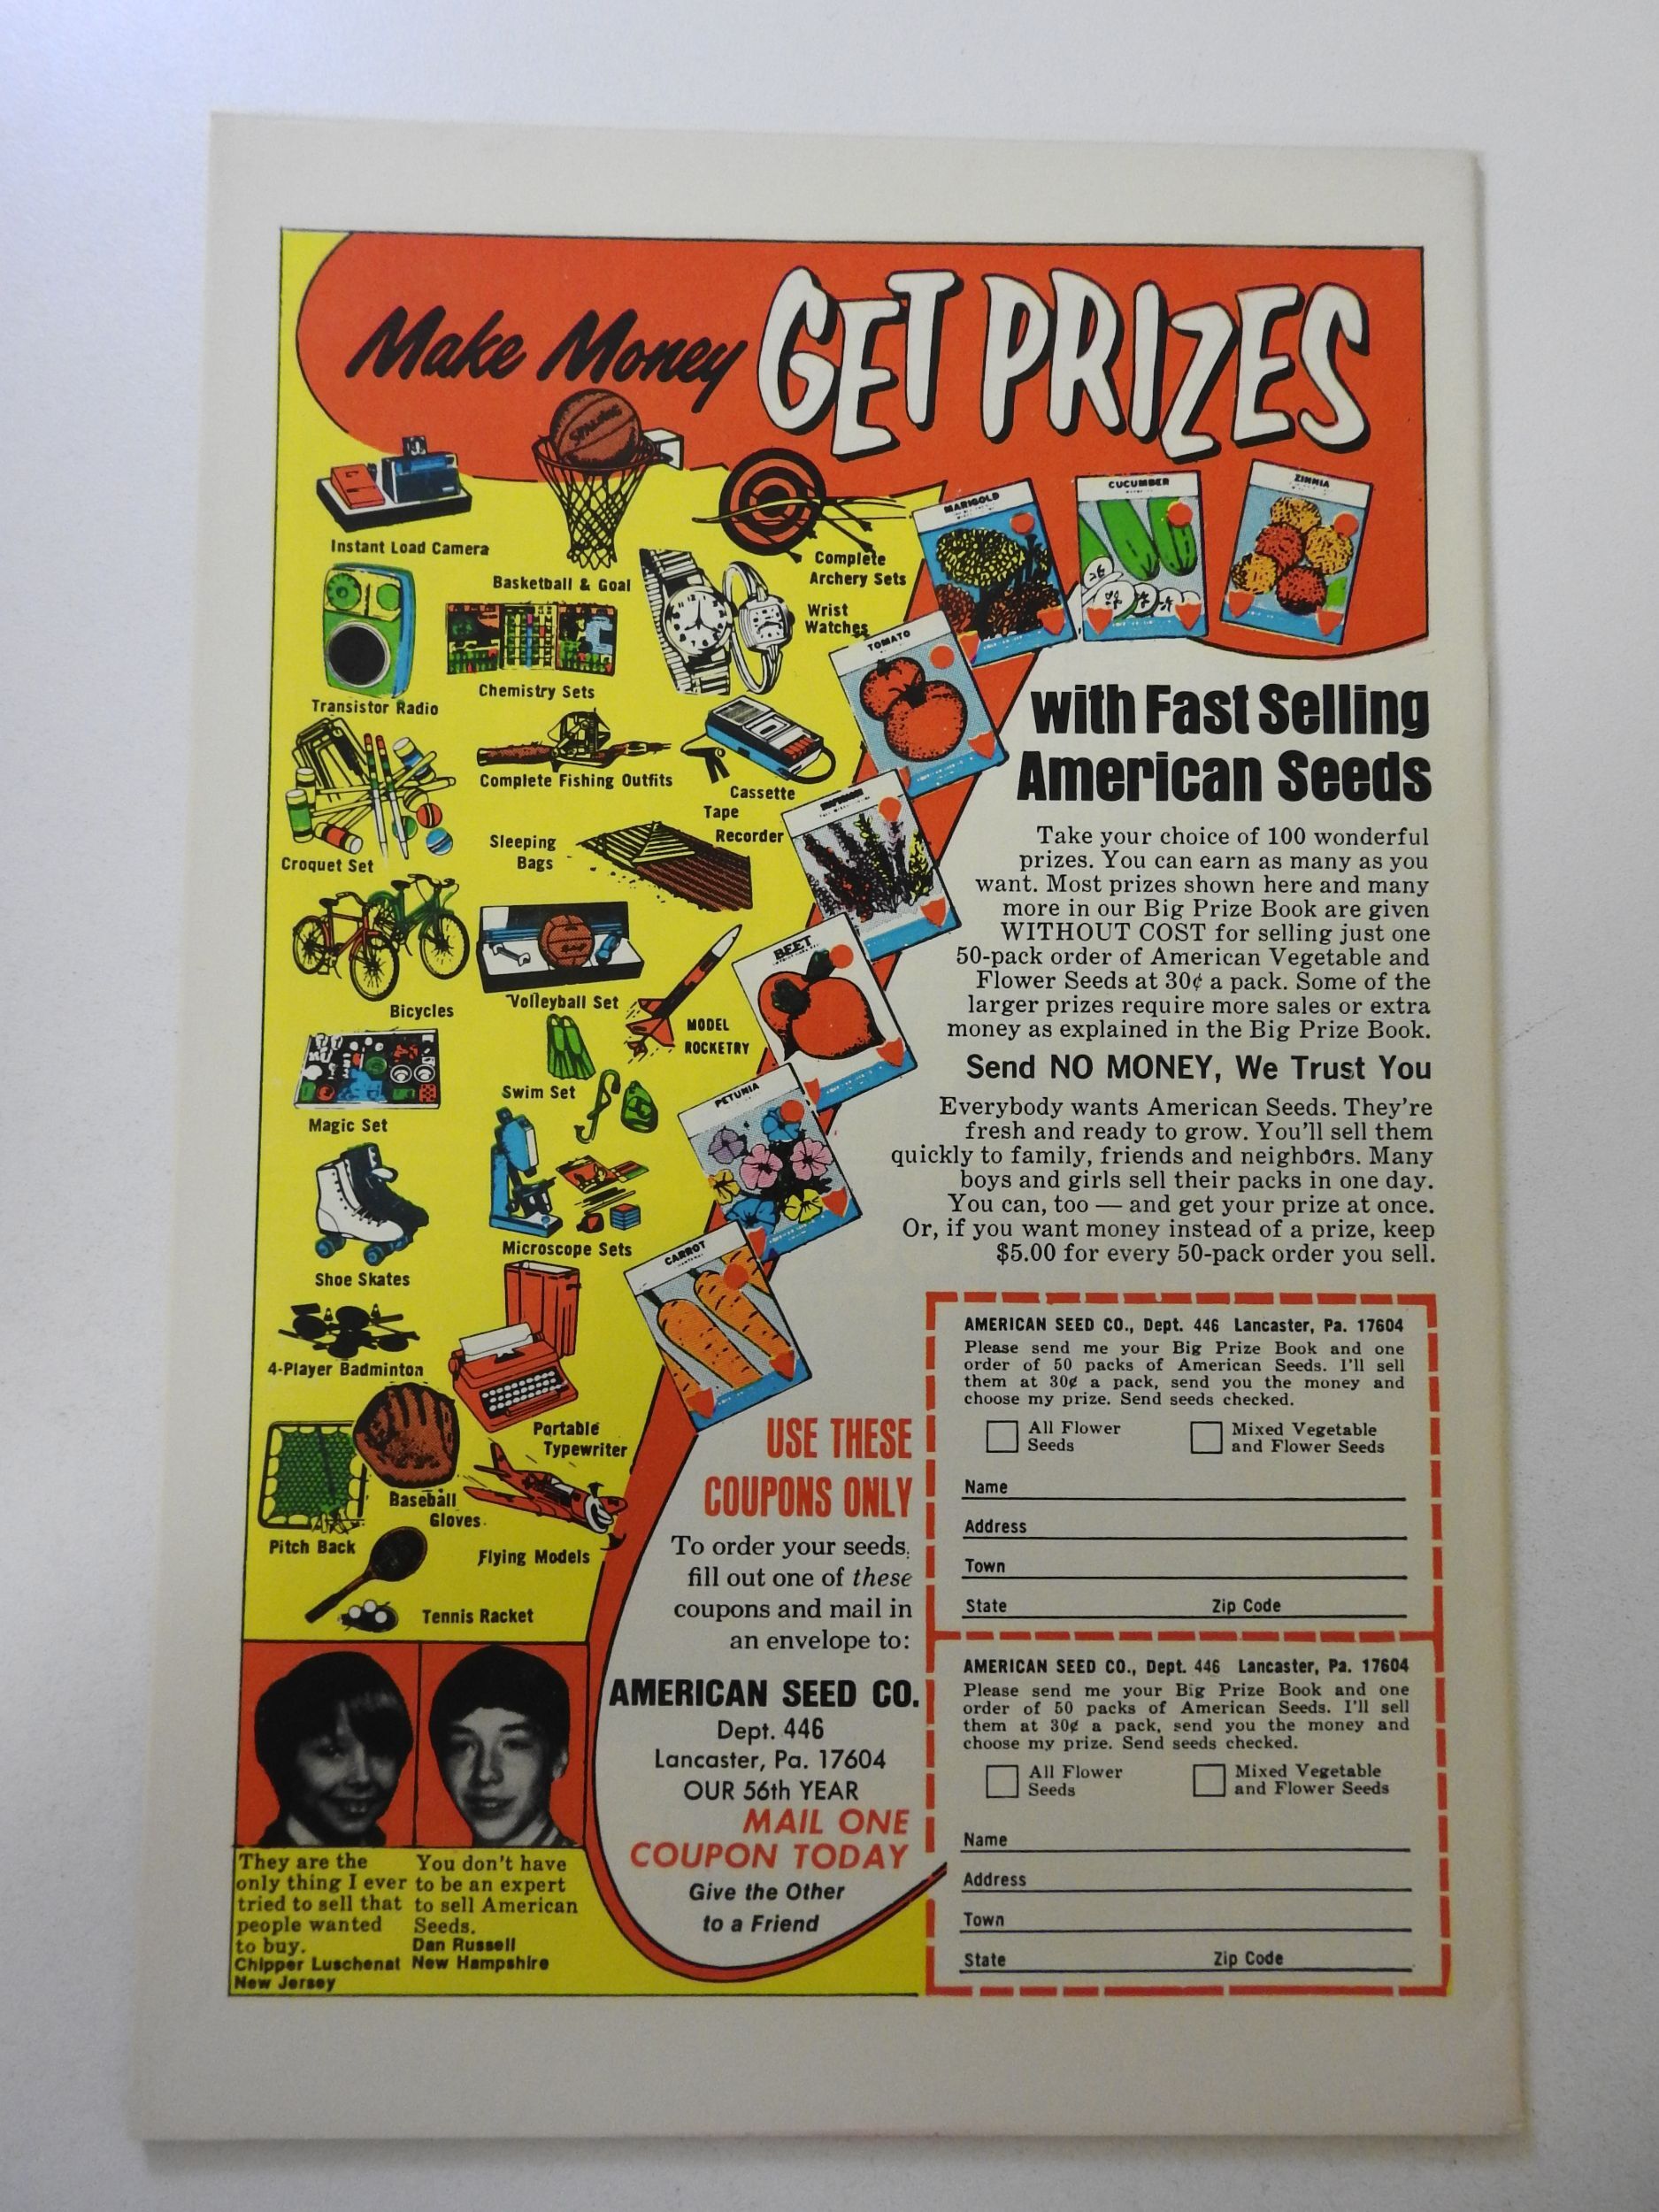 Make Money GET PRIZES
SPALDING
Instant Load Camera
Basketball & Goal
Complete
Archery Sets
Wrist
Watches
Transistor Radio
Chemistry Sets
Croquet Set
Complete Fishing Outfits
Cassette
Tape
Recorder
Sleeping
Bags
Bicycles
Volleyball Set
MODEL
ROCKETRY
Magic Set
Swim Set
Shoe Skates
Microscope Sets
4-Player Badminton
Portable
Typewriter
Pitch Back
Baseball
Gloves
Flying Models
Tennis Racket
MARIGOLD
CUCUMBER
ZINNIA
TOMATO
BEET
PETUNIA
CARROT
with Fast Selling
American Seeds
Take your choice of 100 wonderful
prizes. You can earn as many as you
want. Most prizes shown here and many
more in our Big Prize Book are given
WITHOUT COST for selling just one
50-pack order of American Vegetable and
Flower Seeds at 30¢ a pack. Some of the
larger prizes require more sales or extra
money as explained in the Big Prize Book.
Send NO MONEY, We Trust You
Everybody wants American Seeds. They're
fresh and ready to grow. You'll sell them
quickly to family, friends and neighbors. Many
boys and girls sell their packs in one day.
You can, too — and get your prize at once.
Or, if you want money instead of a prize, keep
$5.00 for every 50-pack order you sell.
USE THESE
COUPONS ONLY
To order your seeds,
fill out one of these
coupons and mail in
an envelope to:
AMERICAN SEED CO.
Dept. 446
Lancaster, Pa. 17604
OUR 56th YEAR
MAIL ONE
COUPON TODAY
Give the Other
to a Friend
They are the
only thing I ever
tried to sell that
people wanted
to buy.
Chipper Luschenat
New Jersey
You don't have
to be an expert
to sell American
Seeds.
Dan Russell
New Hampshire
AMERICAN SEED CO., Dept. 446 Lancaster, Pa. 17604
Please send me your Big Prize Book and one
order of 50 packs of American Seeds. I'll sell
them at 30¢ a pack, send you the money and
choose my prize. Send seeds checked.
All Flower
Seeds
Mixed Vegetable
and Flower Seeds
Name
Address
Town
State Zip Code
AMERICAN SEED CO., Dept. 446 Lancaster, Pa. 17604
Please send me your Big Prize Book and one
order of 50 packs of American Seeds. I'll sell
them at 30¢ a pack, send you the money and
choose my prize. Send seeds checked.
All Flower
Seeds
Mixed Vegetable
and Flower Seeds
Name
Address
Town
State Zip Code